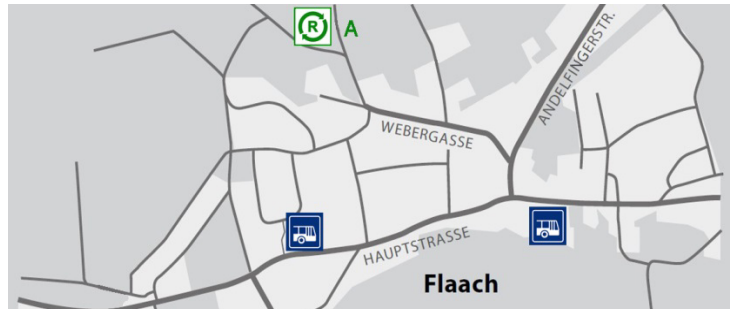 R A
ANDELFINGERSTR.
WEBERGASSE
HAUPTSTRASSE
Flaach